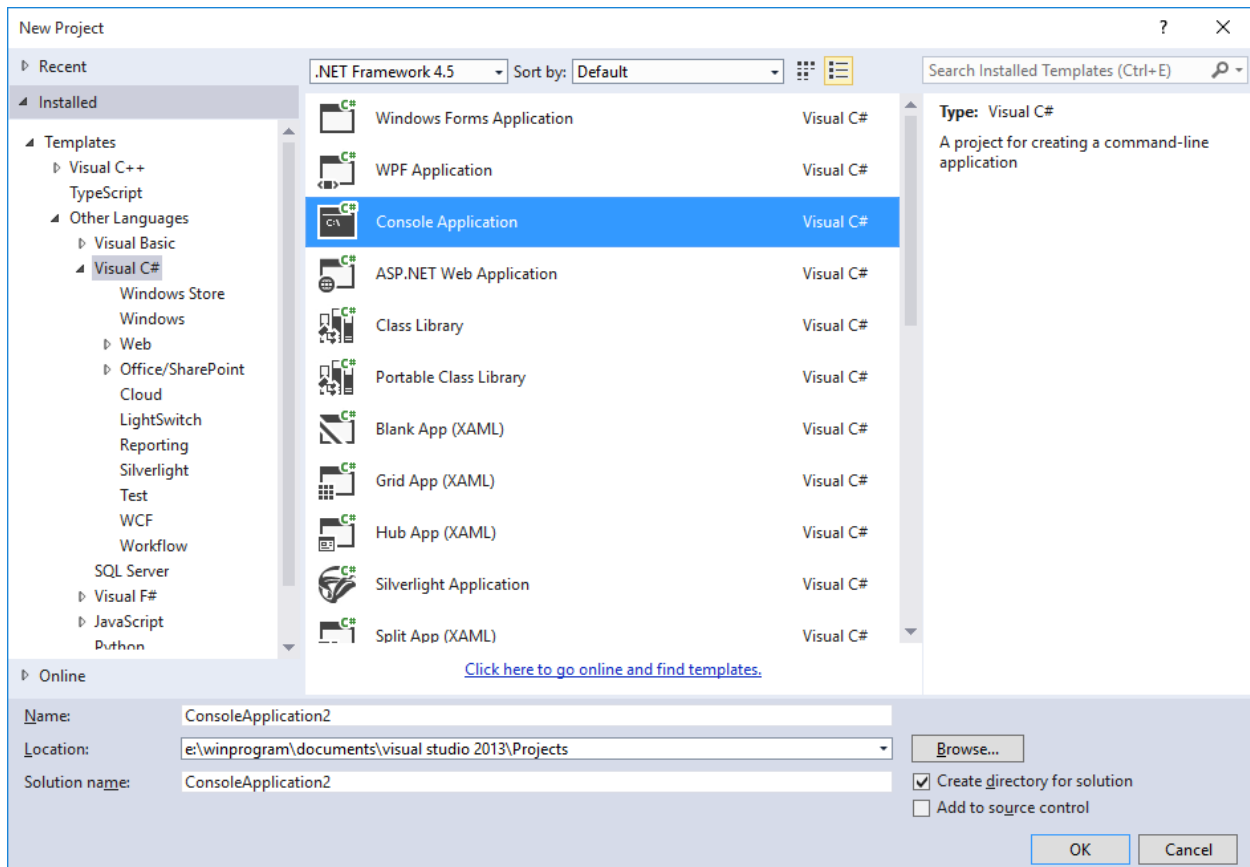 New Project
?
Recent
Installed
Templates
Visual C++
TypeScript
Other Languages
Visual Basic
Visual C#
Windows Store
Windows
Web
Office/SharePoint
Cloud
LightSwitch
Reporting
Silverlight
Test
WCF
Workflow
SQL Server
Visual F#
JavaScript
Python
Online
.NET Framework 4.5 Sort by: Default
C# Windows Forms Application Visual C#
C# WPF Application Visual C#
C# C:\ Console Application Visual C#
C# ASP.NET Web Application Visual C#
C# Class Library Visual C#
C# Portable Class Library Visual C#
C# Blank App (XAML) Visual C#
C# Grid App (XAML) Visual C#
C# Hub App (XAML) Visual C#
C# Silverlight Application Visual C#
C# Split App (XAML) Visual C#
Click here to go online and find templates.
Search Installed Templates (Ctrl+E)
Type: Visual C#
A project for creating a command-line
application
Name: ConsoleApplication2
Location: e:\winprogram\documents\visual studio 2013\Projects Browse...
Solution name: ConsoleApplication2
Create directory for solution
Add to source control
OK Cancel